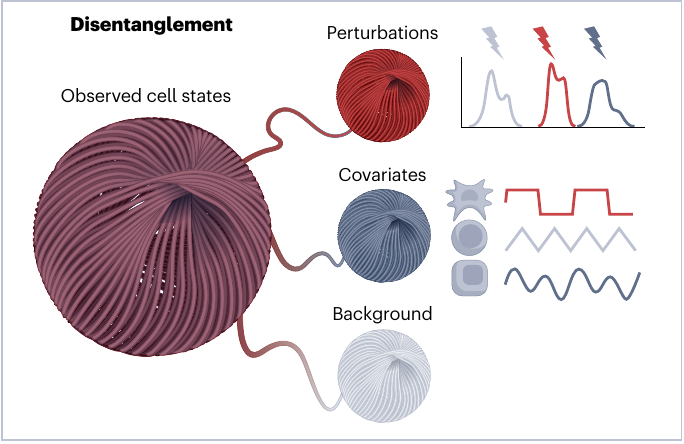 Disentanglement
Perturbations
Observed cell states
Covariates
Background